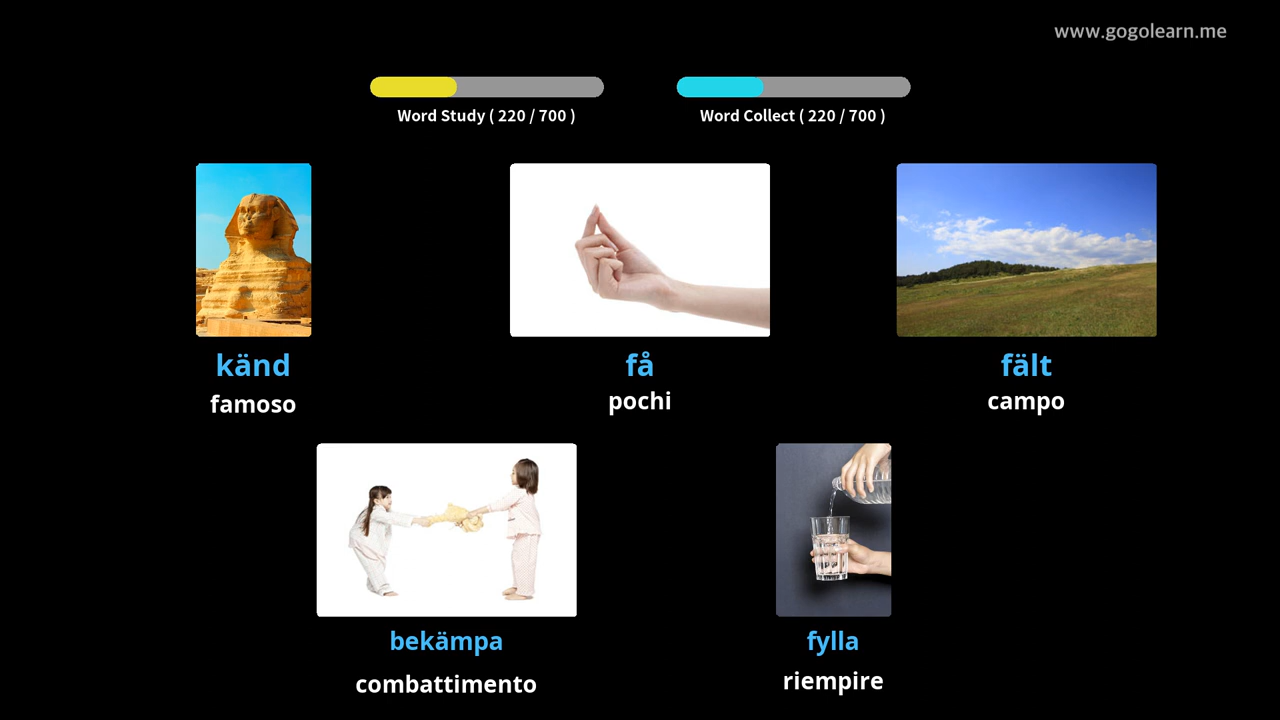 www.gogolearn.me
Word Study ( 220 / 700 )
Word Collect ( 220 / 700 )
känd
famoso
få
pochi
fält
campo
bekämpa
combattimento
fylla
riempire